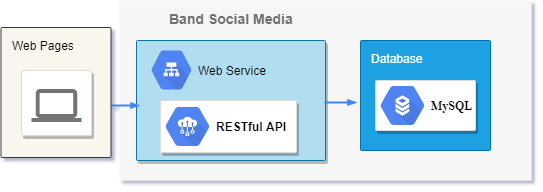 Band Social Media
Web Pages
Web Service
RESTful API
Database
MySQL